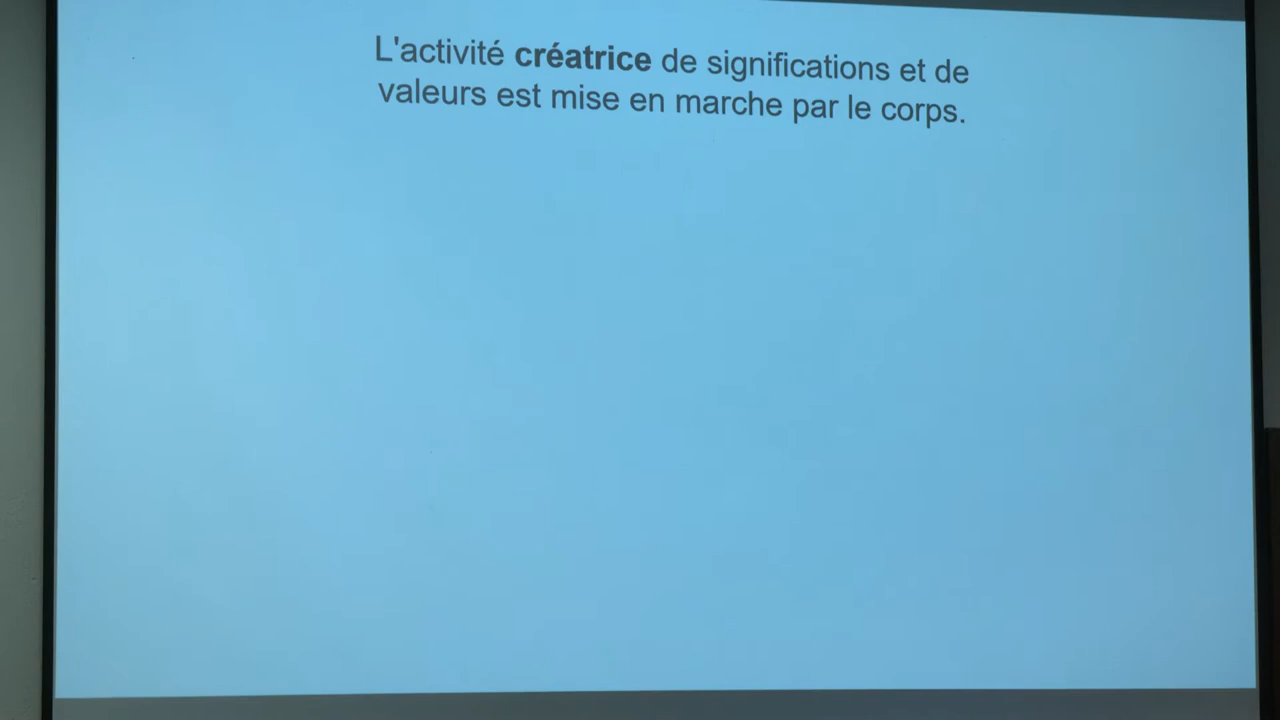 L'activité créatrice de significations et de
valeurs est mise en marche par le corps.